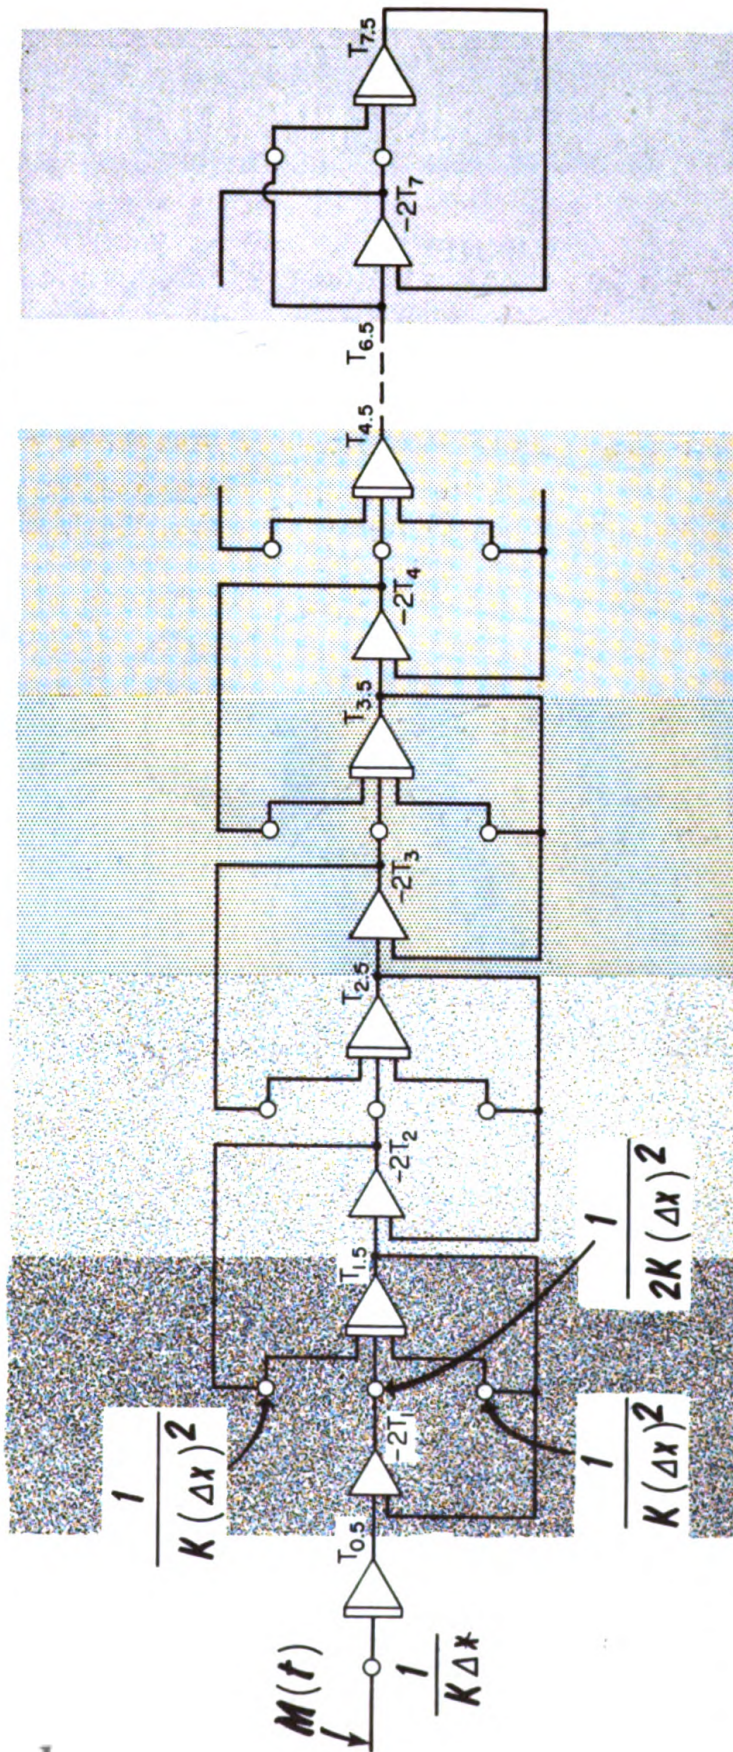 M(t)
1
KΔx
T0.5
-2T1
1
K(Δx)²
1
K(Δx)²
1
2K(Δx)²
T1.5
-2T2
T2.5
-2T3
T3.5
-2T4
T4.5
T6.5
-2T7
T7.5